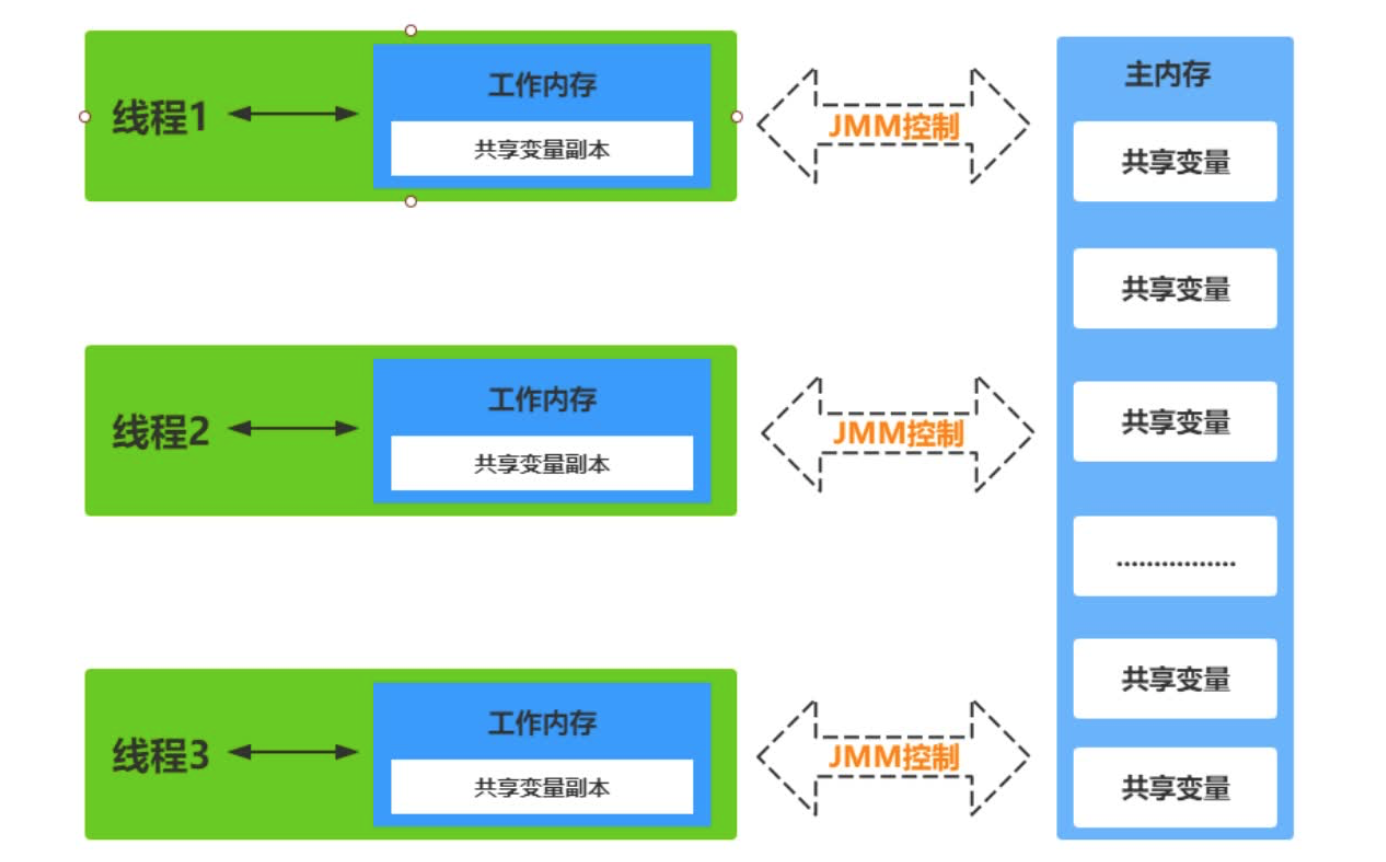 线程1
工作内存
共享变量副本
JMM控制
线程2
工作内存
共享变量副本
JMM控制
线程3
工作内存
共享变量副本
JMM控制
主内存
共享变量
共享变量
共享变量
................
共享变量
共享变量